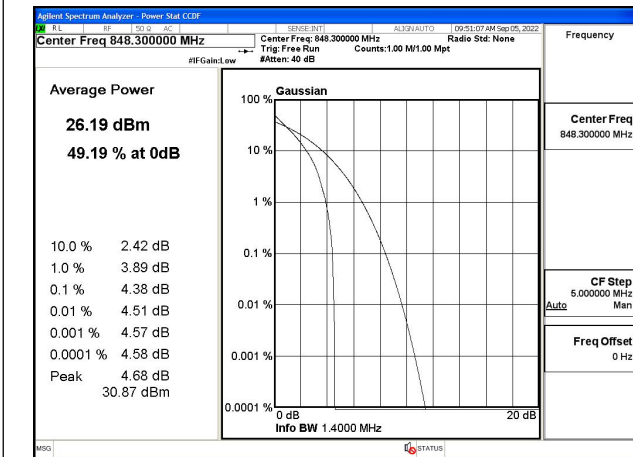 Agilent Spectrum Analyzer - Power Stat CCDF
LXI RL RF 50 Ω AC SENSE:INT ALIGNAUTO 09:51:07 AM Sep 05, 2022
Center Freq 848.300000 MHz
Center Freq: 848.300000 MHz Radio Std: None
Trig: Free Run Counts:1.00 M/1.00 Mpt
#IFGain:Low #Atten: 40 dB
Frequency
Average Power
26.19 dBm
49.19 % at 0dB
10.0 % 2.42 dB
1.0 % 3.89 dB
0.1 % 4.38 dB
0.01 % 4.51 dB
0.001 % 4.57 dB
0.0001 % 4.58 dB
Peak 4.68 dB
30.87 dBm
Gaussian
100 %
10 %
1 %
0.1 %
0.01 %
0.001 %
0.0001 %
0 dB 20 dB
Info BW 1.4000 MHz
Center Freq
848.300000 MHz
CF Step
5.000000 MHz
Auto Man
Freq Offset
0 Hz
MSG STATUS